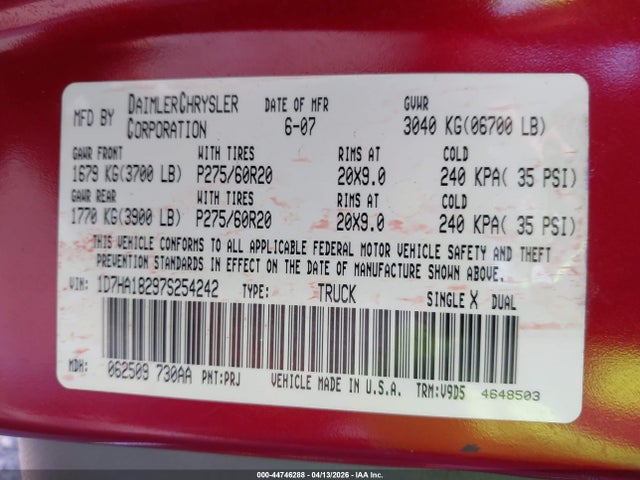 MFD BY DAIMLERCHRYSLER CORPORATION
DATE OF MFR 6-07
GVWR 3040 KG(06700 LB)
GAWR FRONT WITH TIRES RIMS AT COLD
1679 KG(3700 LB) P275/60R20 20X9.0 240 KPA( 35 PSI)
GAWR REAR WITH TIRES RIMS AT COLD
1770 KG(3900 LB) P275/60R20 20X9.0 240 KPA( 35 PSI)
THIS VEHICLE CONFORMS TO ALL APPLICABLE FEDERAL MOTOR VEHICLE SAFETY AND THEFT
PREVENTION STANDARDS IN EFFECT ON THE DATE OF MANUFACTURE SHOWN ABOVE.
VIN: 1D7HA18297S254242 TYPE: TRUCK SINGLE X DUAL
MDH: 062509 730AA PNT:PRJ VEHICLE MADE IN U.S.A. TRM:V9D5 4648503
000-44746288 - 04/13/2026 - IAA Inc.